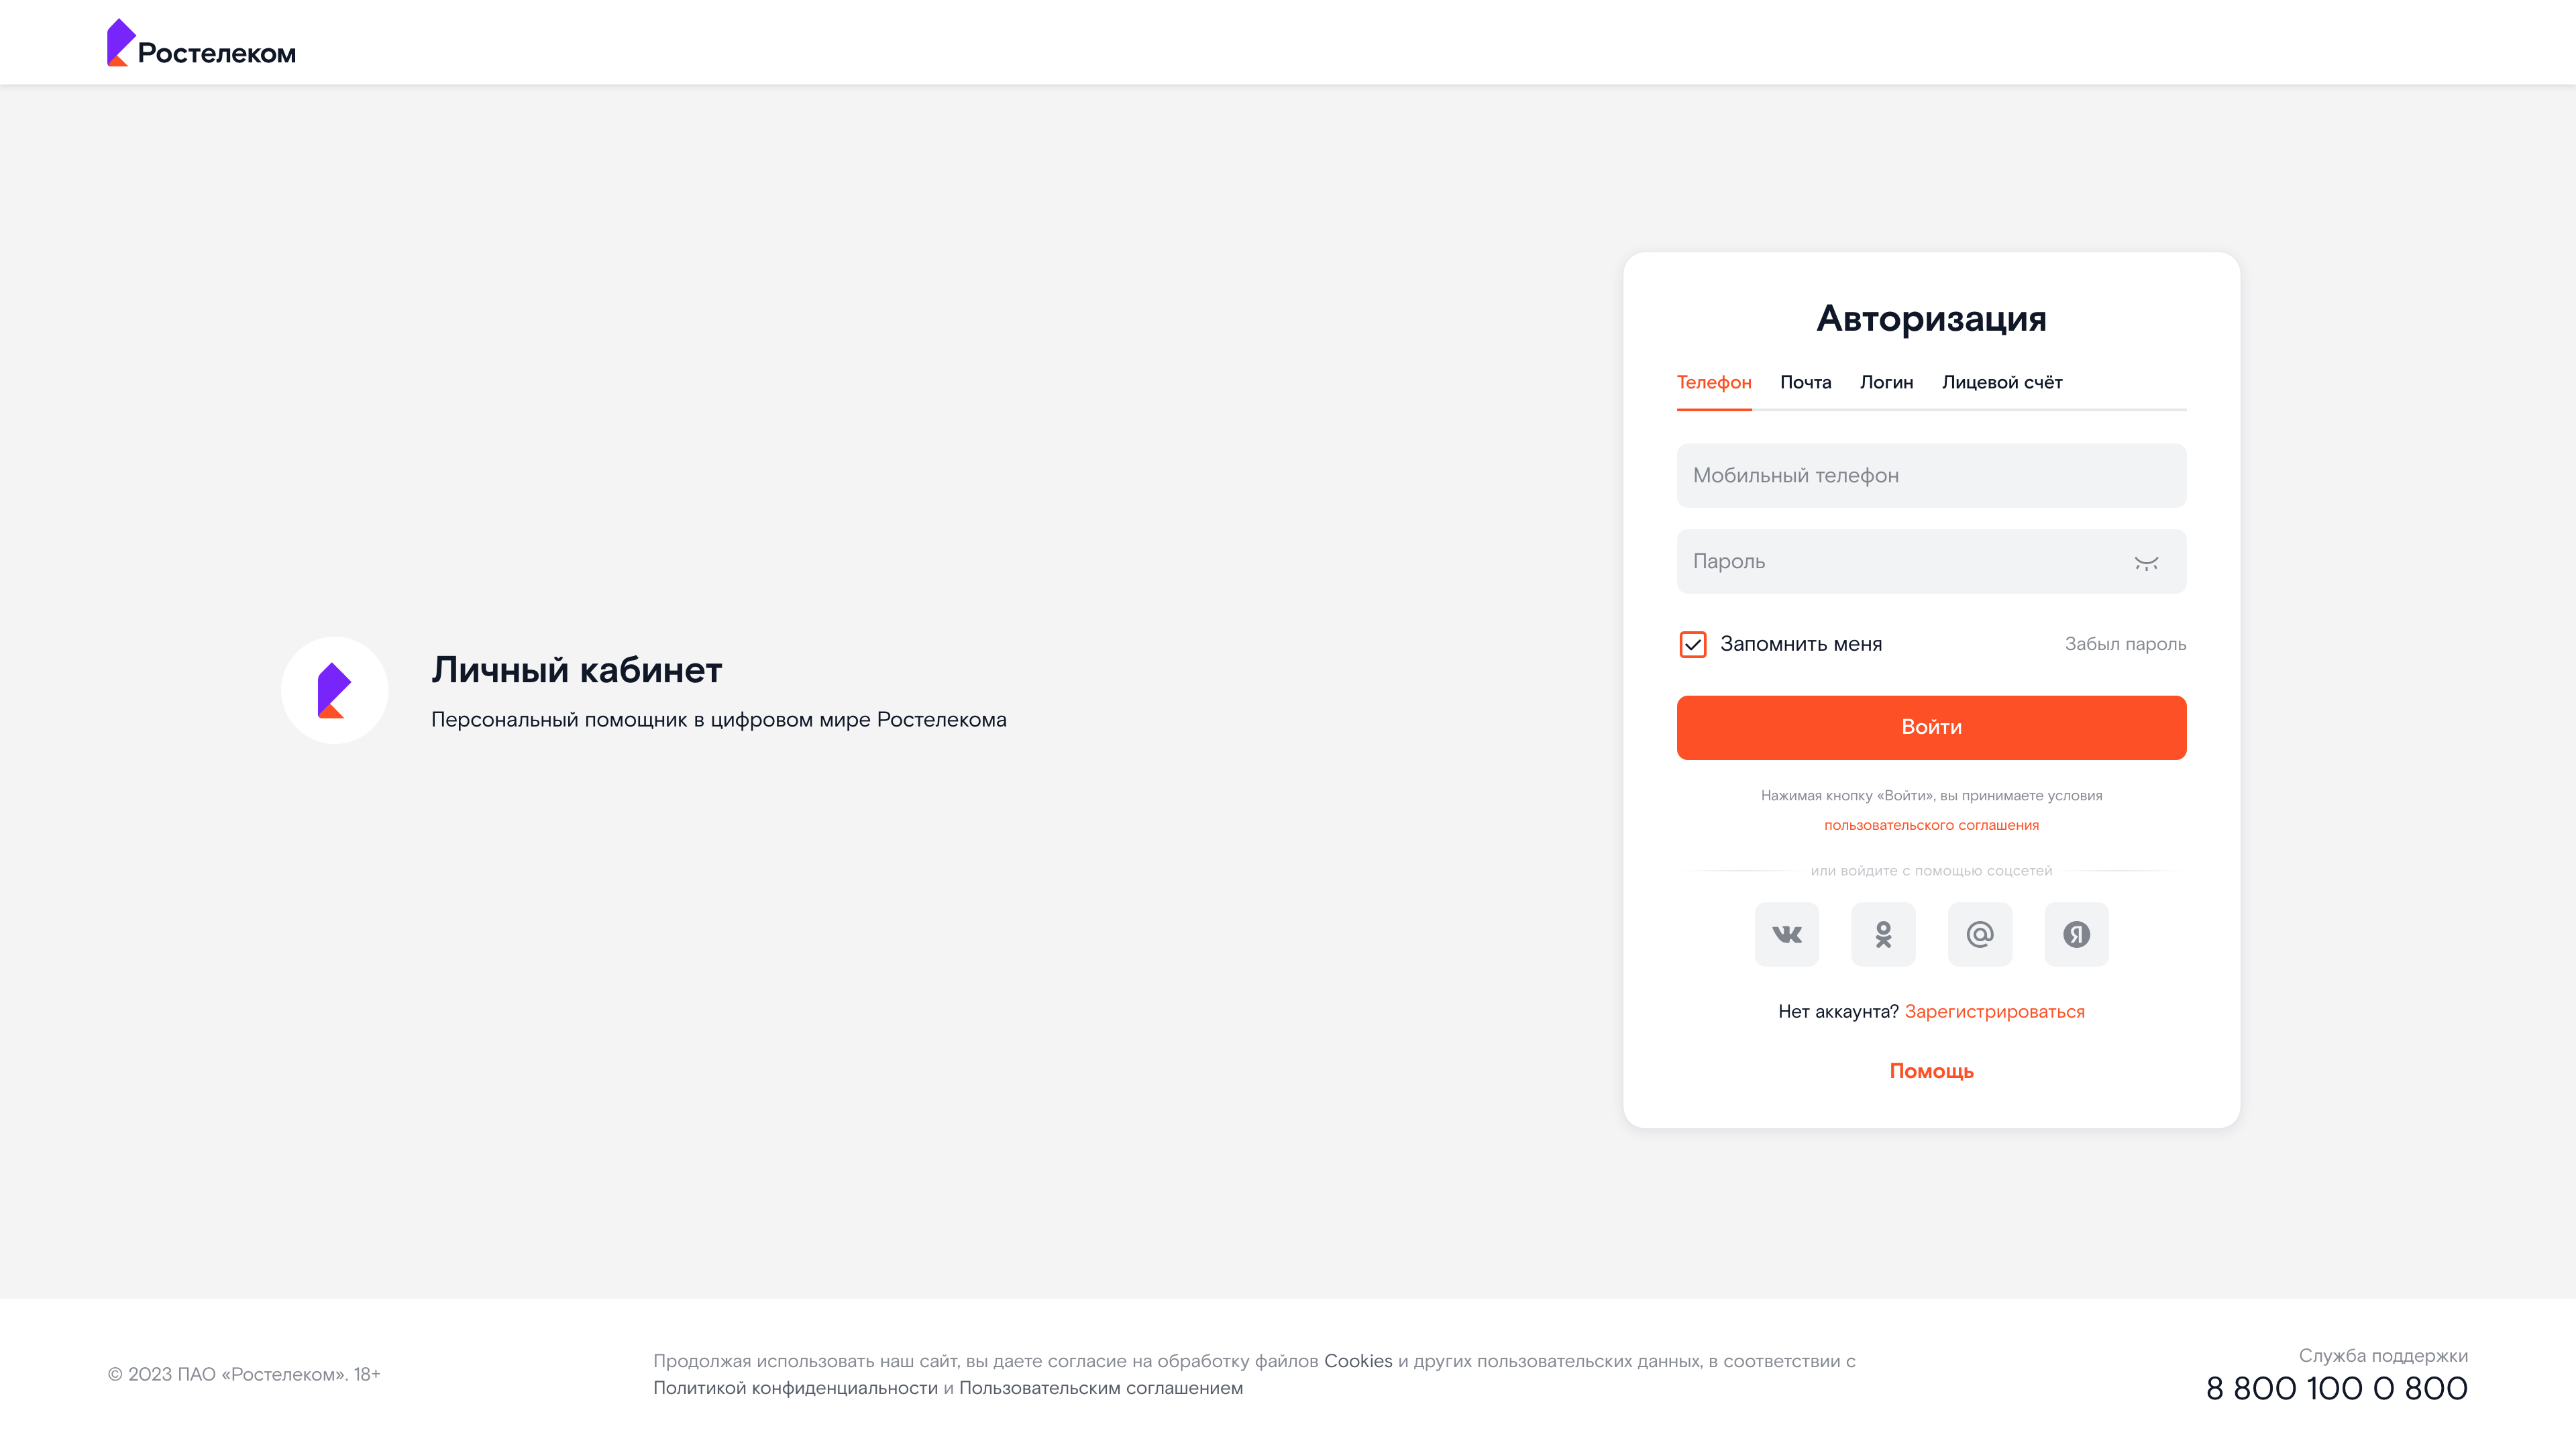 Ростелеком
Личный кабинет
Персональный помощник в цифровом мире Ростелекома
Авторизация
Телефон Почта Логин Лицевой счёт
Мобильный телефон
Пароль
Запомнить меня Забыл пароль
Войти
Нажимая кнопку «Войти», вы принимаете условия
пользовательского соглашения
или войдите с помощью соцсетей
Нет аккаунта? Зарегистрироваться
Помощь
© 2023 ПАО «Ростелеком». 18+
Продолжая использовать наш сайт, вы даете согласие на обработку файлов Cookies и других пользовательских данных, в соответствии с
Политикой конфиденциальности и Пользовательским соглашением
Служба поддержки
8 800 100 0 800